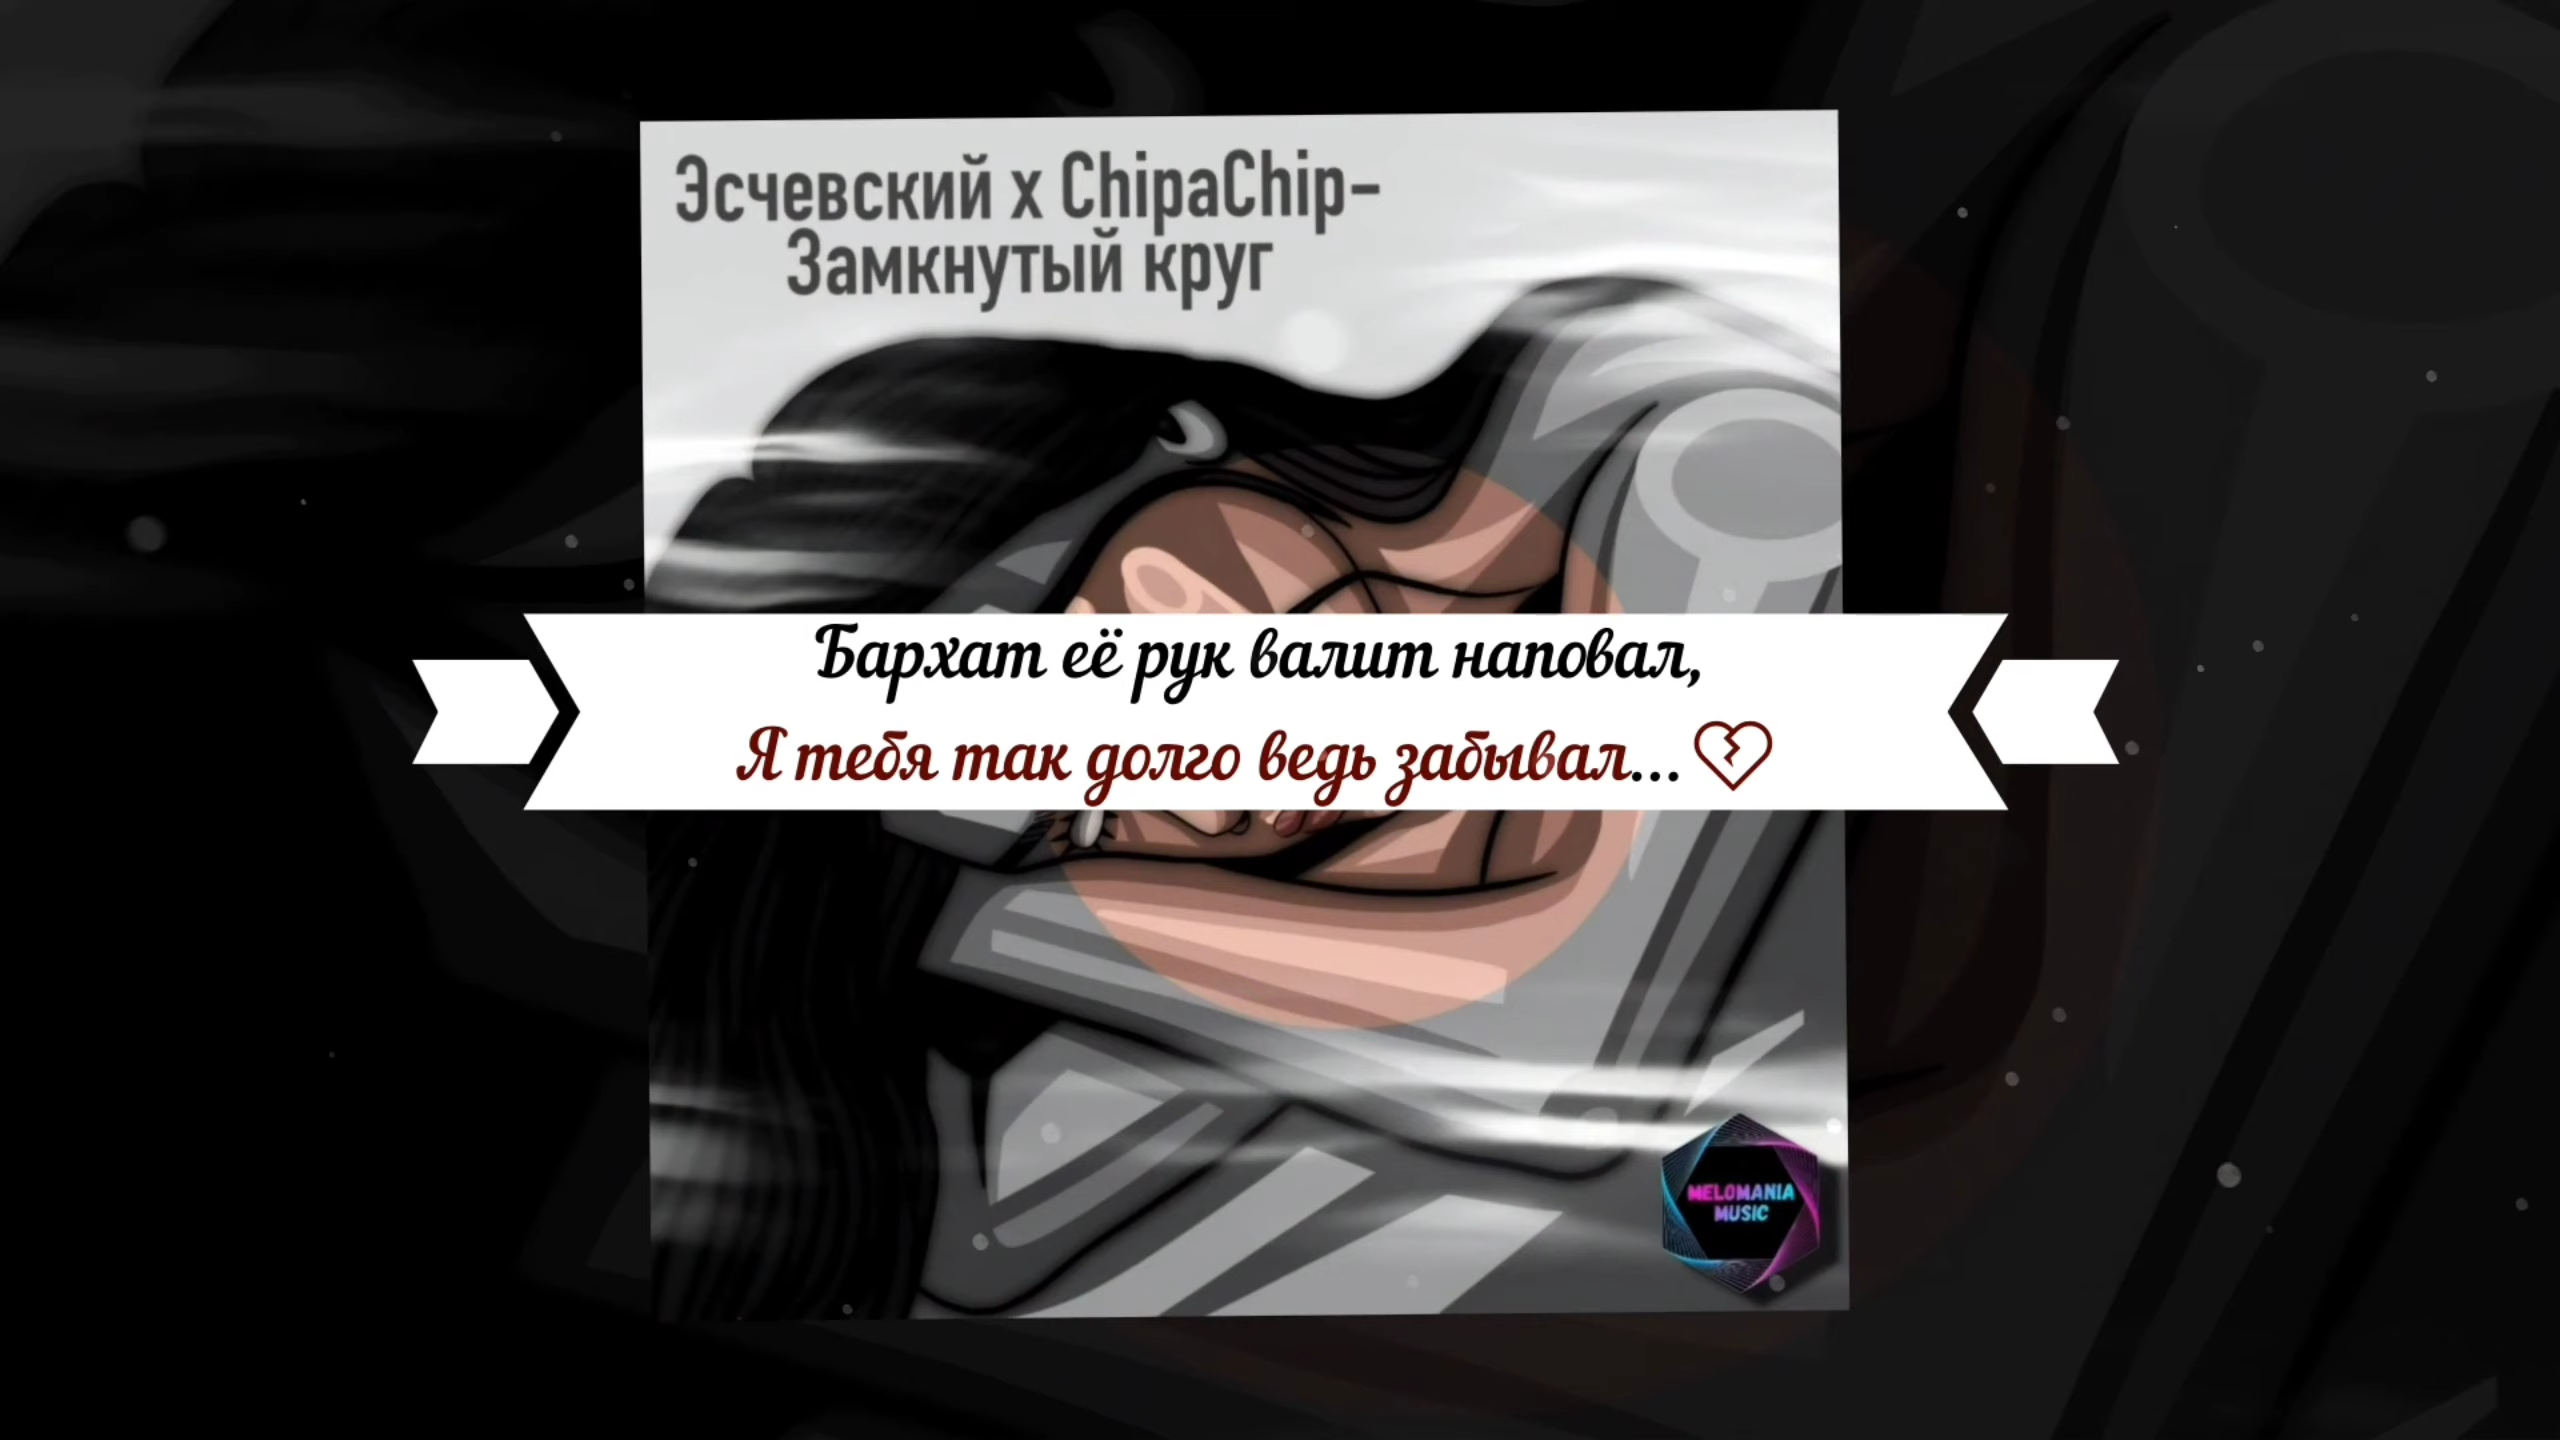 Эсчевский x ChipaChip-
Замкнутый круг
Бархат её рук валит наповал,
Я тебя так долго ведь забывал...
MELOMANIA
MUSIC